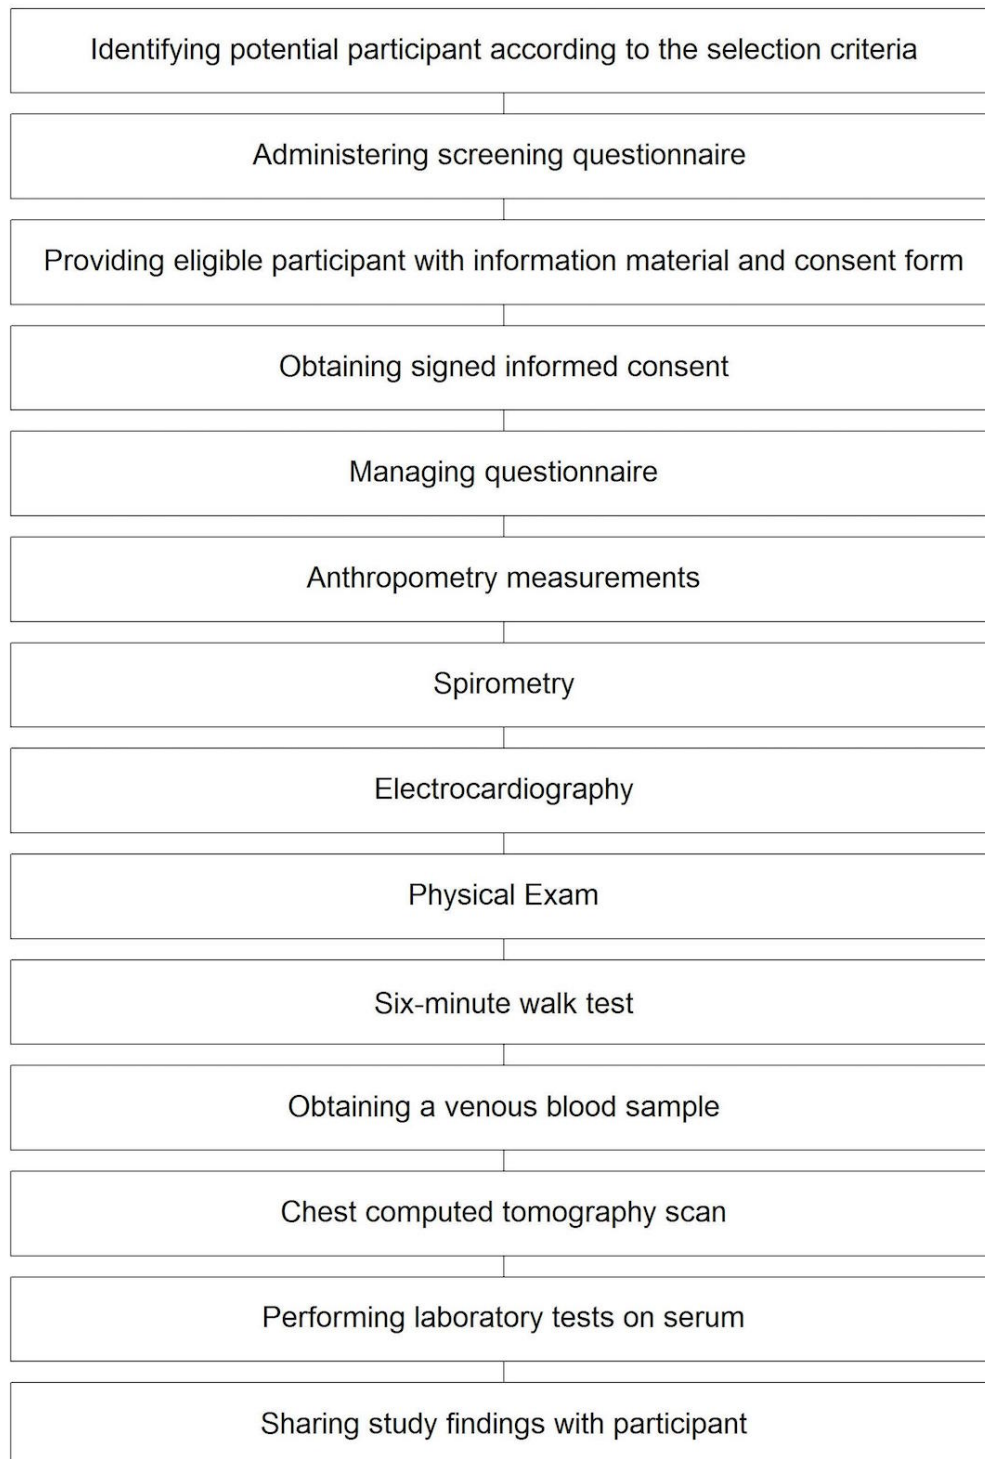 Identifying potential participant according to the selection criteria
Administering screening questionnaire
Providing eligible participant with information material and consent form
Obtaining signed informed consent
Managing questionnaire
Anthropometry measurements
Spirometry
Electrocardiography
Physical Exam
Six-minute walk test
Obtaining a venous blood sample
Chest computed tomography scan
Performing laboratory tests on serum
Sharing study findings with participant